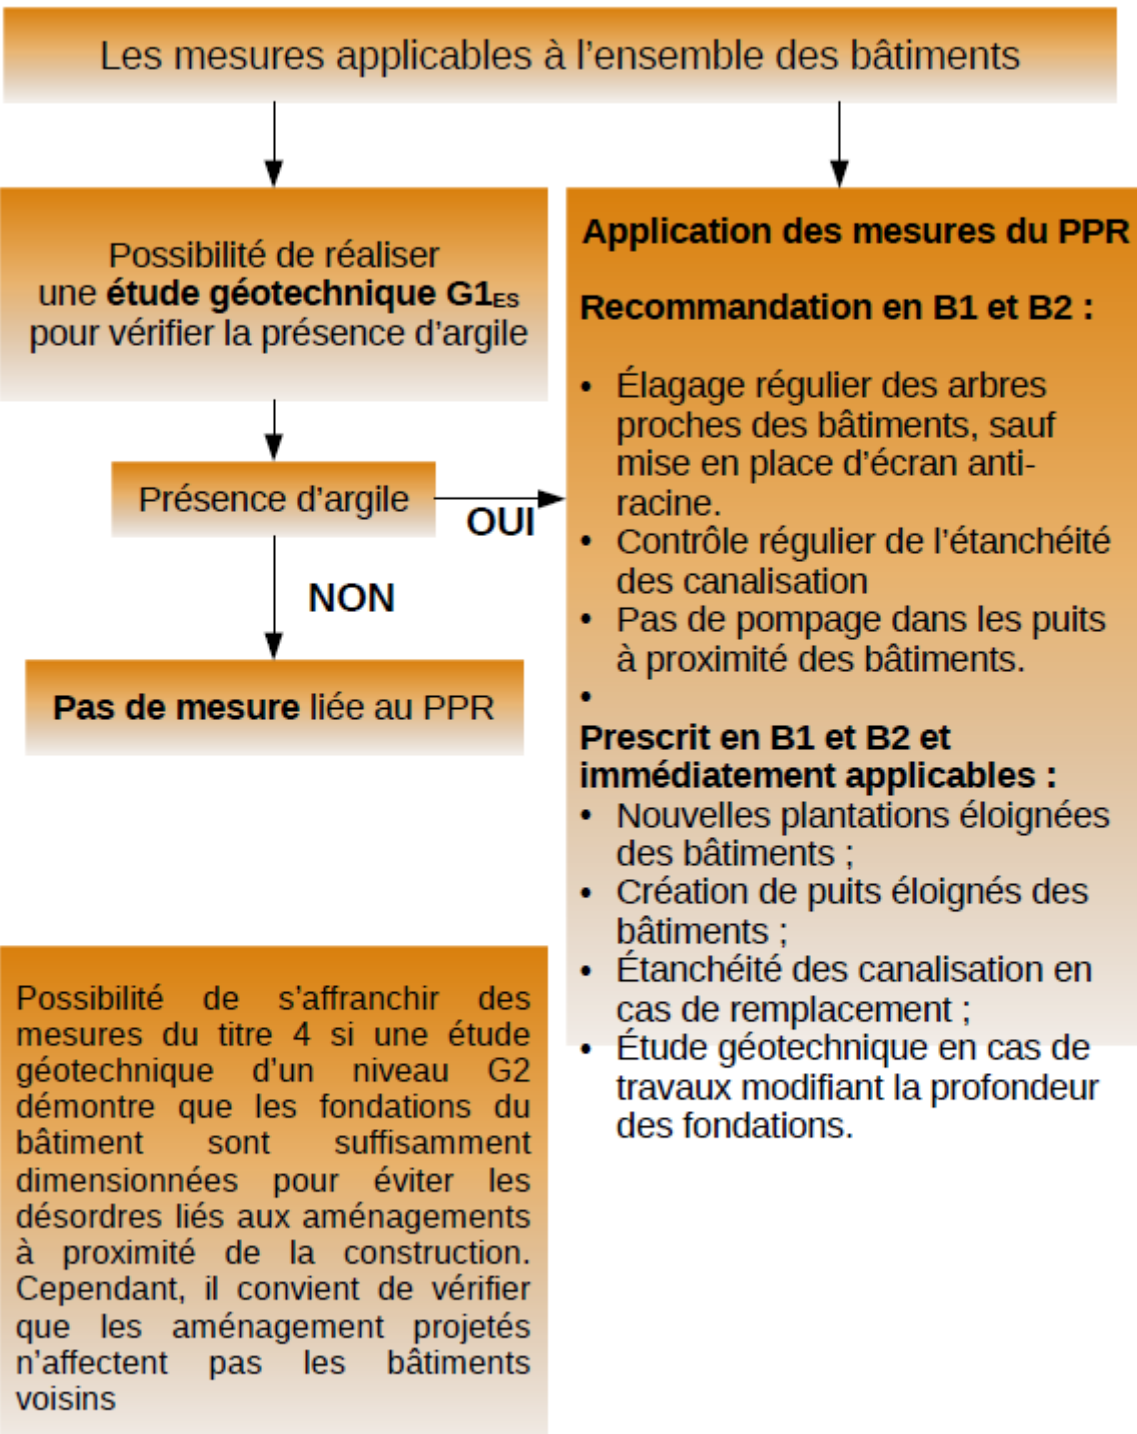 Les mesures applicables à l'ensemble des bâtiments
Possibilité de réaliser
une étude géotechnique G1ES
pour vérifier la présence d'argile
Présence d'argile
OUI
NON
Pas de mesure liée au PPR
Application des mesures du PPR
Recommandation en B1 et B2 :
• Élagage régulier des arbres
proches des bâtiments, sauf
mise en place d'écran anti-
racine.
• Contrôle régulier de l'étanchéité
des canalisation
• Pas de pompage dans les puits
à proximité des bâtiments.
•
Prescrit en B1 et B2 et
immédiatement applicables :
• Nouvelles plantations éloignées
des bâtiments ;
• Création de puits éloignés des
bâtiments ;
• Étanchéité des canalisation en
cas de remplacement ;
• Étude géotechnique en cas de
travaux modifiant la profondeur
des fondations.
Possibilité de s'affranchir des
mesures du titre 4 si une étude
géotechnique d'un niveau G2
démontre que les fondations du
bâtiment sont suffisamment
dimensionnées pour éviter les
désordres liés aux aménagements
à proximité de la construction.
Cependant, il convient de vérifier
que les aménagement projetés
n'affectent pas les bâtiments
voisins